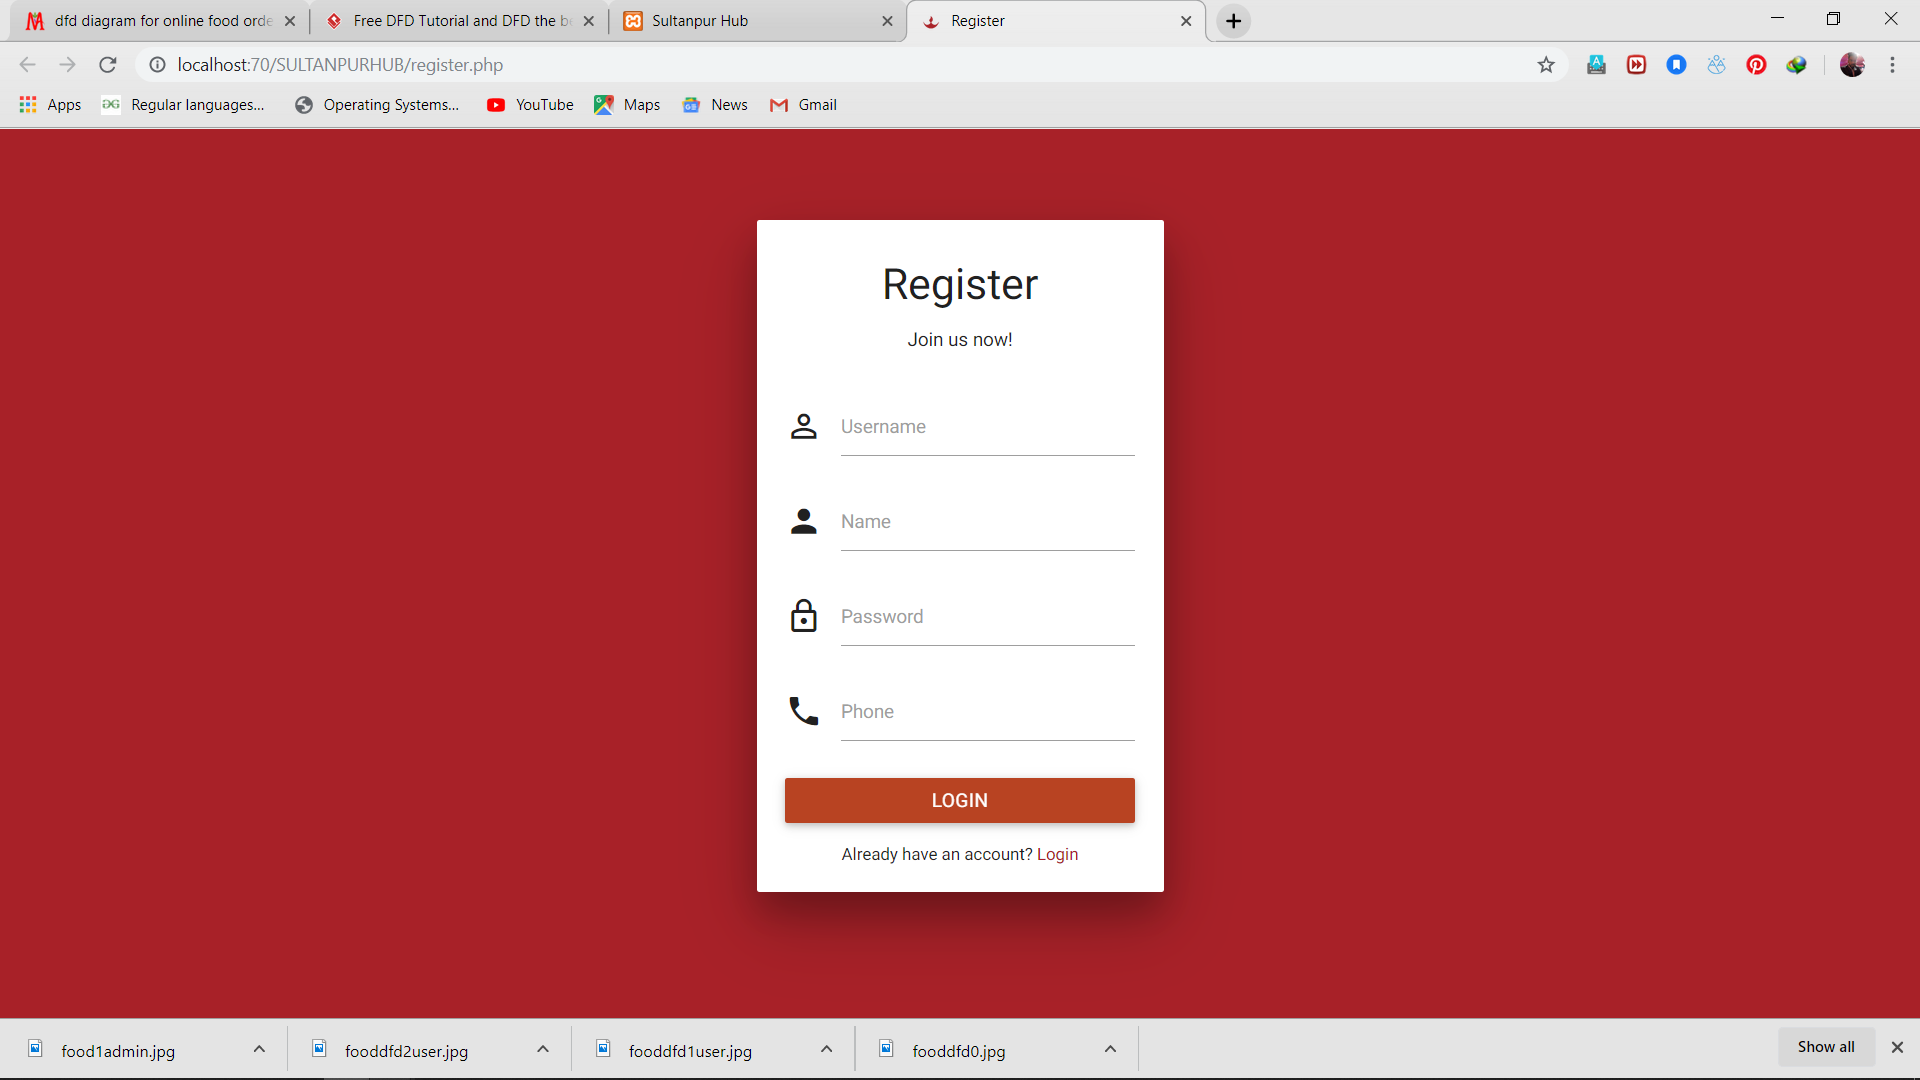 dfd diagram for online food orde
Free DFD Tutorial and DFD the be
Sultanpur Hub
Register
localhost:70/SULTANPURHUB/register.php
Apps
Regular languages...
Operating Systems...
YouTube
Maps
News
Gmail
Register
Join us now!
Username
Name
Password
Phone
LOGIN
Already have an account? Login
food1admin.jpg
fooddfd2user.jpg
fooddfd1user.jpg
fooddfd0.jpg
Show all